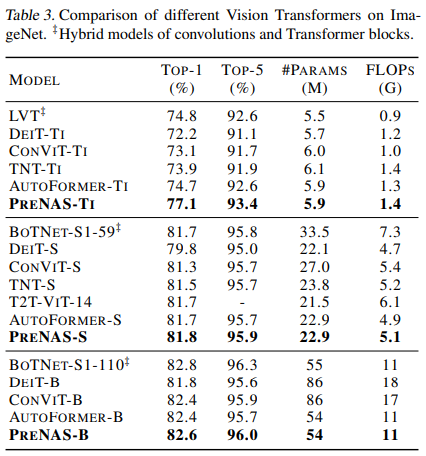 Table 3. Comparison of different Vision Transformers on Ima-
geNet. ‡Hybrid models of convolutions and Transformer blocks.
MODEL TOP-1 (%) TOP-5 (%) #PARAMS (M) FLOPS (G)
LVT‡ 74.8 92.6 5.5 0.9
DEIT-TI 72.2 91.1 5.7 1.2
CONVIT-TI 73.1 91.7 6.0 1.0
TNT-TI 73.9 91.9 6.1 1.4
AUTOFORMER-TI 74.7 92.6 5.9 1.3
PRENAS-TI 77.1 93.4 5.9 1.4
BOTNET-S1-59‡ 81.7 95.8 33.5 7.3
DEIT-S 79.8 95.0 22.1 4.7
CONVIT-S 81.3 95.7 27.0 5.4
TNT-S 81.5 95.7 23.8 5.2
T2T-VIT-14 81.7 - 21.5 6.1
AUTOFORMER-S 81.7 95.7 22.9 4.9
PRENAS-S 81.8 95.9 22.9 5.1
BOTNET-S1-110‡ 82.8 96.3 55 11
DEIT-B 81.8 95.6 86 18
CONVIT-B 82.4 95.9 86 17
AUTOFORMER-B 82.4 95.7 54 11
PRENAS-B 82.6 96.0 54 11